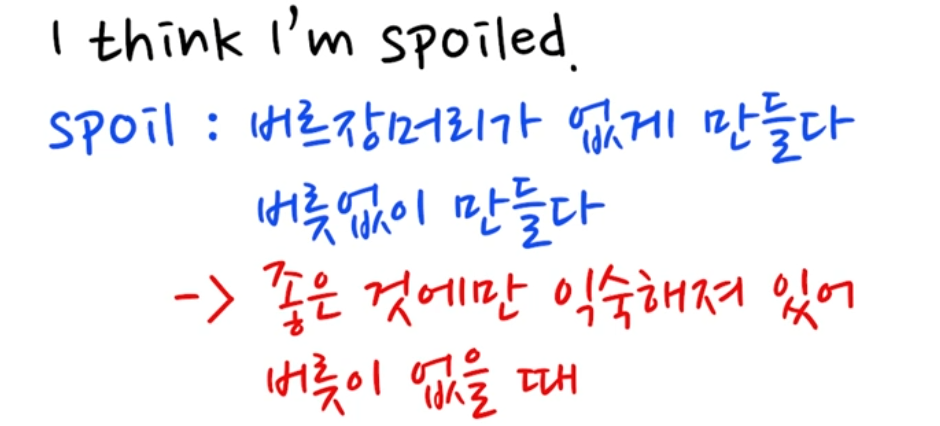 I think I'm spoiled.
spoil : 버르장머리가 없게 만들다
버릇없이 만들다
-> 좋은 것에만 익숙해져 있어
버릇이 없을 때